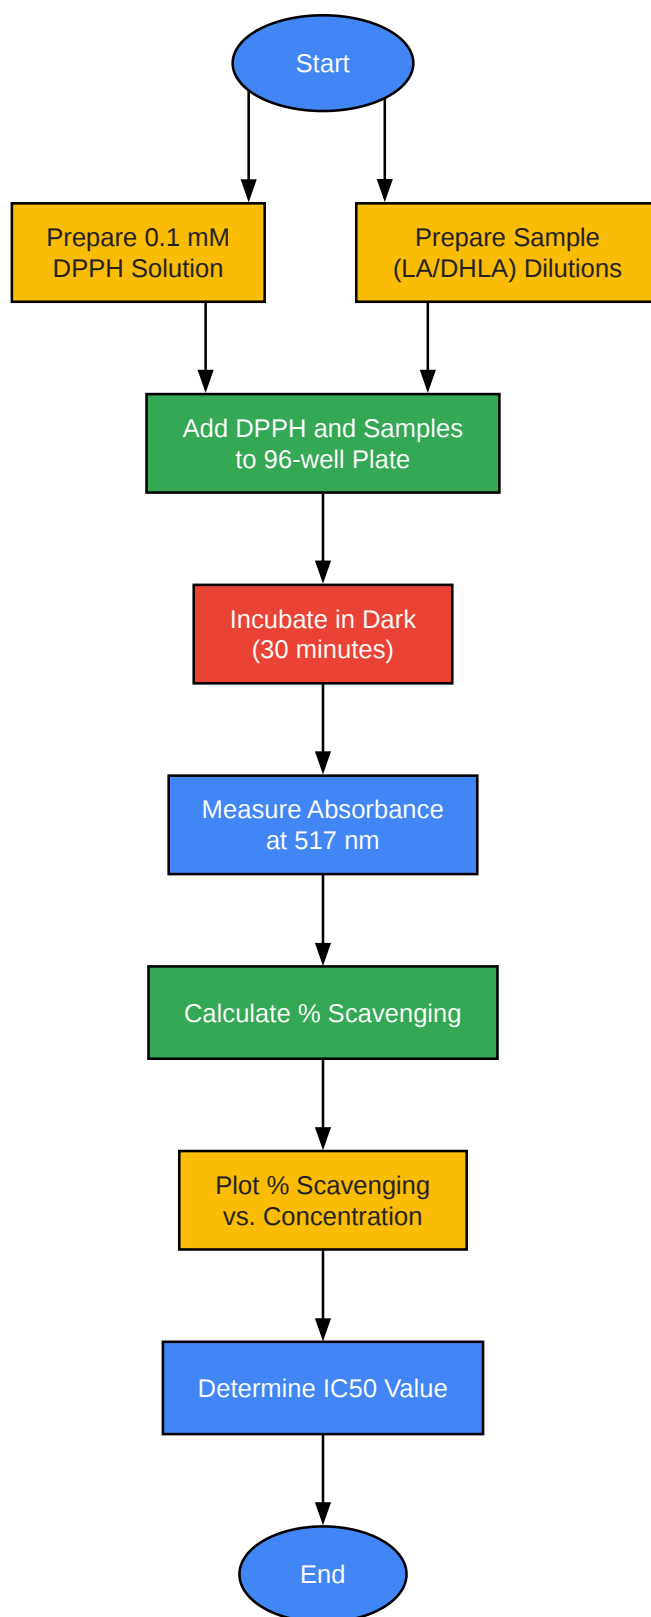 Start
Prepare 0.1 mM
DPPH Solution
Prepare Sample
(LA/DHLA) Dilutions
Add DPPH and Samples
to 96-well Plate
Incubate in Dark
(30 minutes)
Measure Absorbance
at 517 nm
Calculate % Scavenging
Plot % Scavenging
vs. Concentration
Determine IC50 Value
End